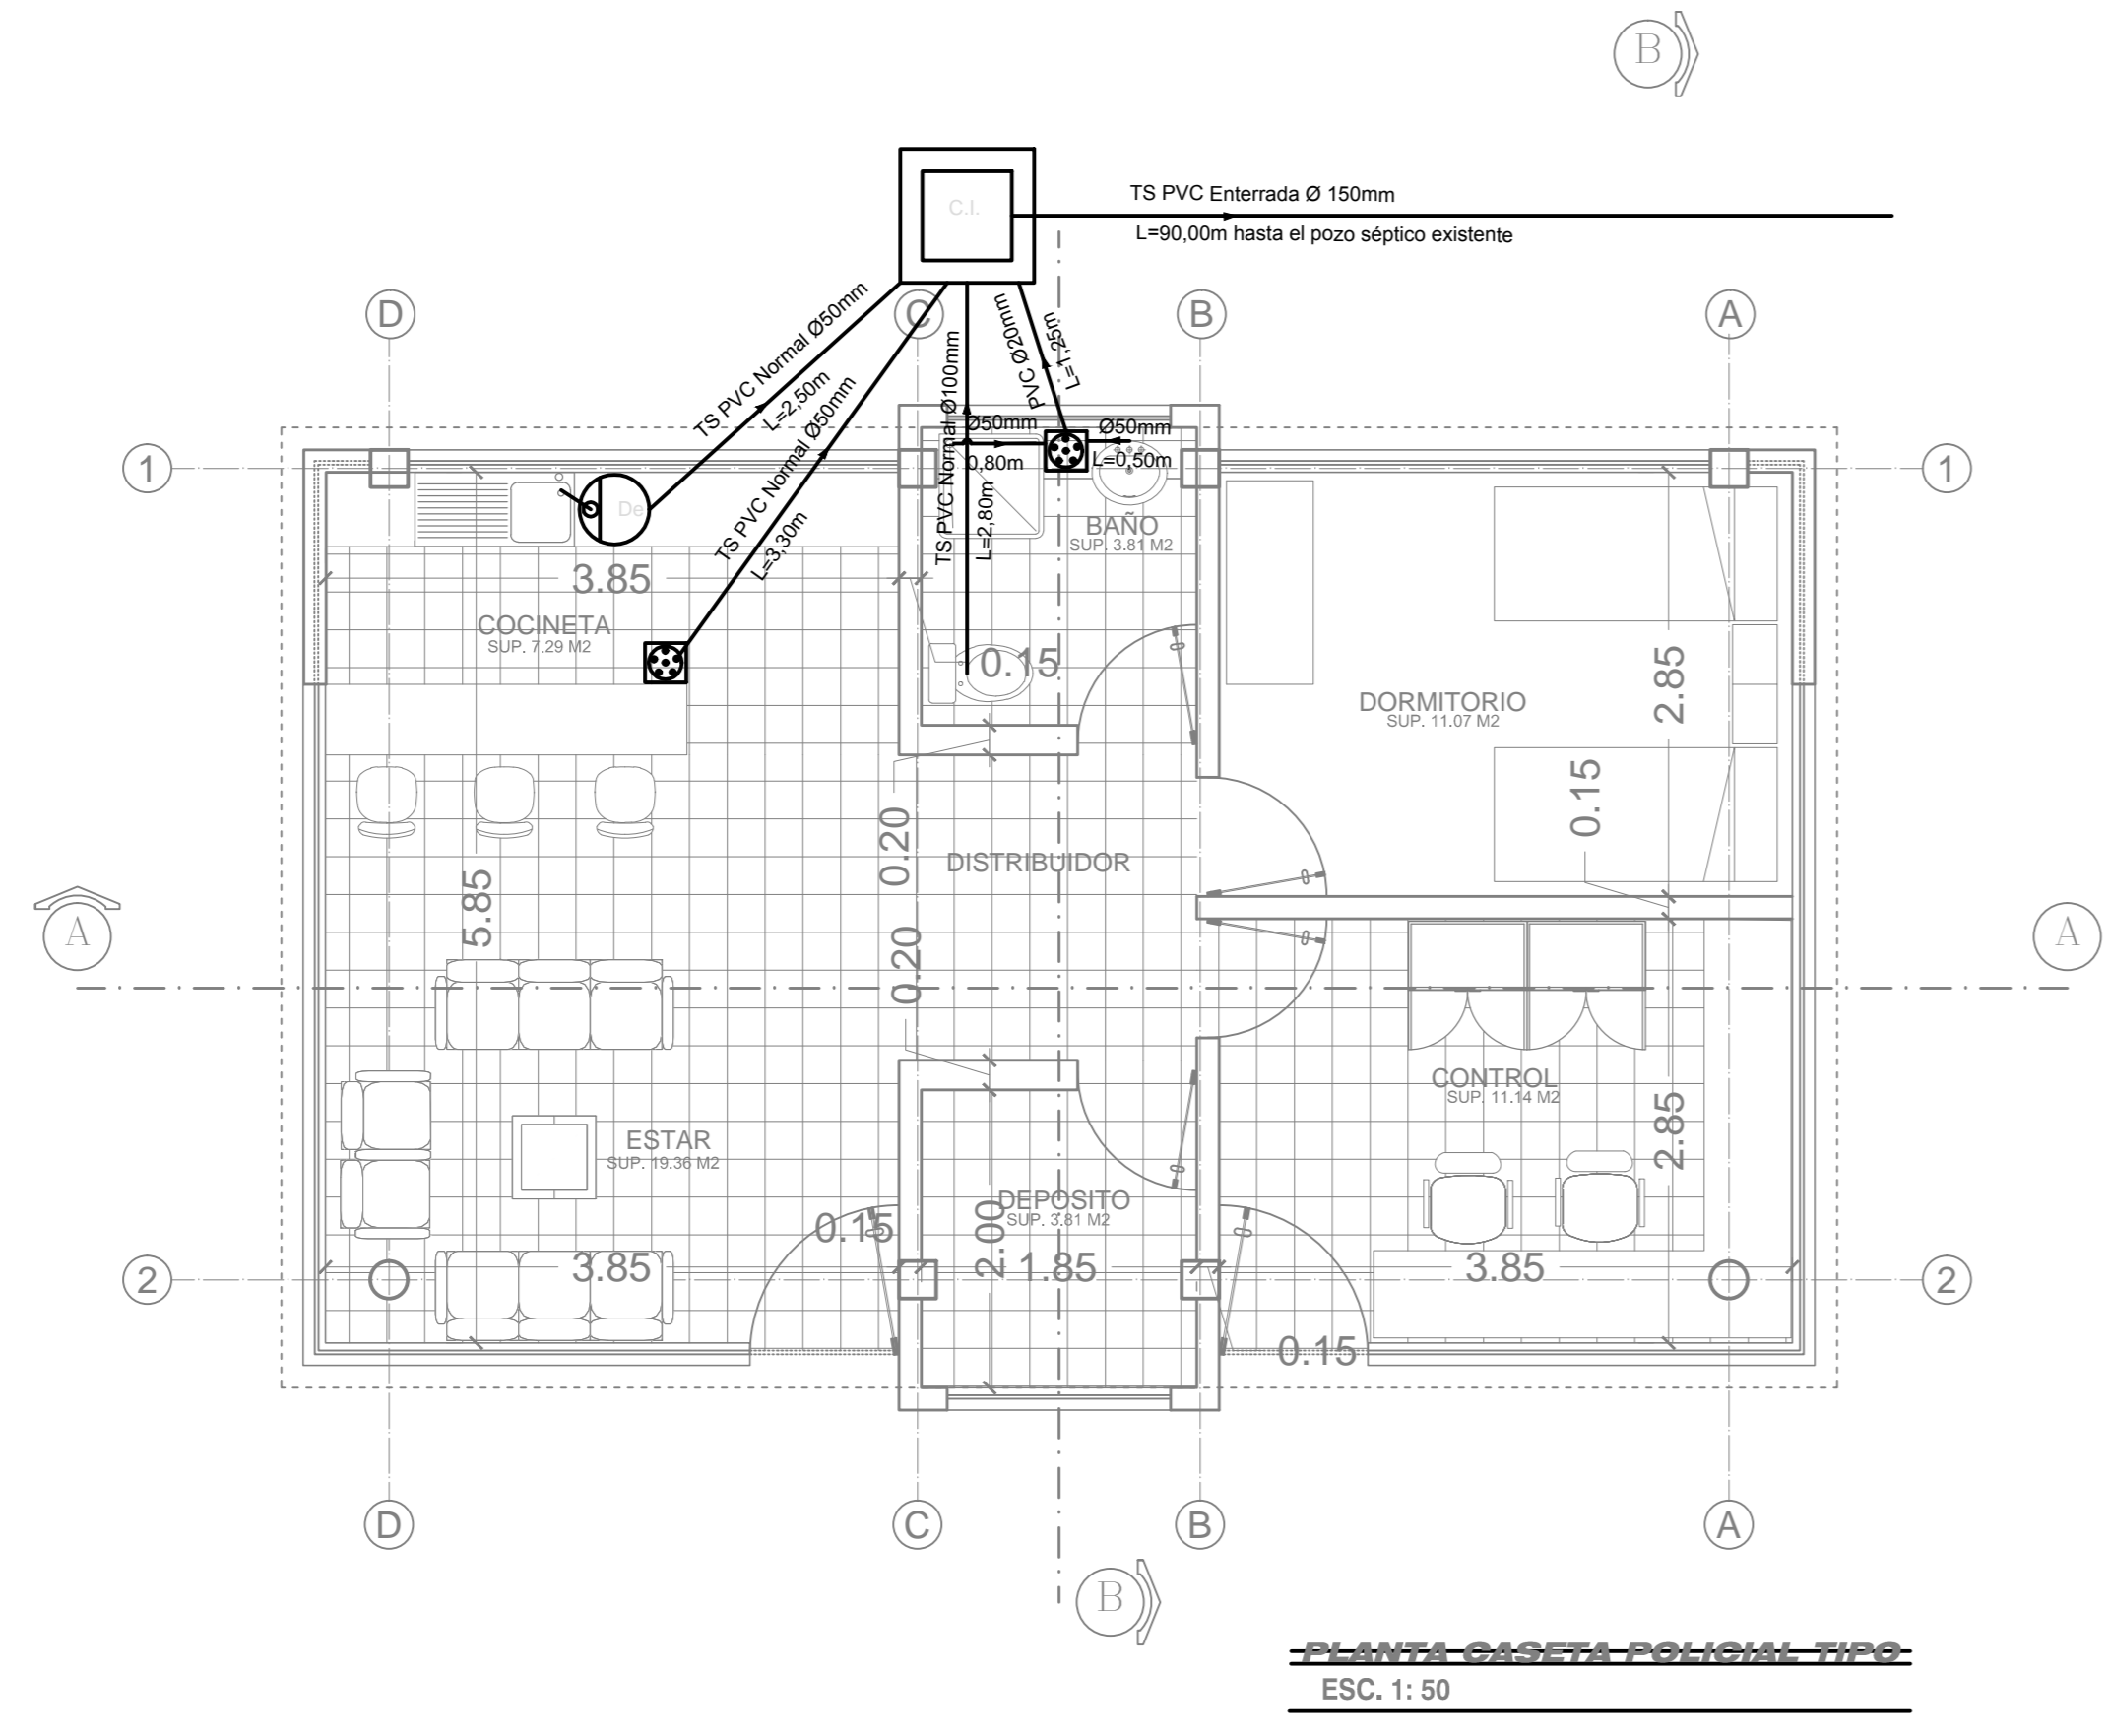 B
C.I.
TS PVC Enterrada Ø 150mm
L=90,00m hasta el pozo séptico existente
D
C
B
A
TS PVC Normal Ø50mm
L=2,50m
TS PVC Normal Ø50mm
L=3,30m
TS PVC Normal Ø100mm
L=2,80m
PVC Ø20mm
L=1,25m
Ø50mm
0,80m
Ø50mm
L=0,50m
1
1
De
BAÑO
SUP. 3.81 M2
3.85
COCINETA
SUP. 7.29 M2
0.15
DORMITORIO
SUP. 11.07 M2
2.85
0.15
0.20
DISTRIBUIDOR
5.85
A
A
0.20
CONTROL
SUP. 11.14 M2
2.85
ESTAR
SUP. 19.36 M2
DEPOSITO
SUP. 3.81 M2
0.15
2.00
2
3.85
1.85
3.85
2
0.15
D
C
B
A
B
PLANTA CASETA POLICIAL TIPO
ESC. 1: 50